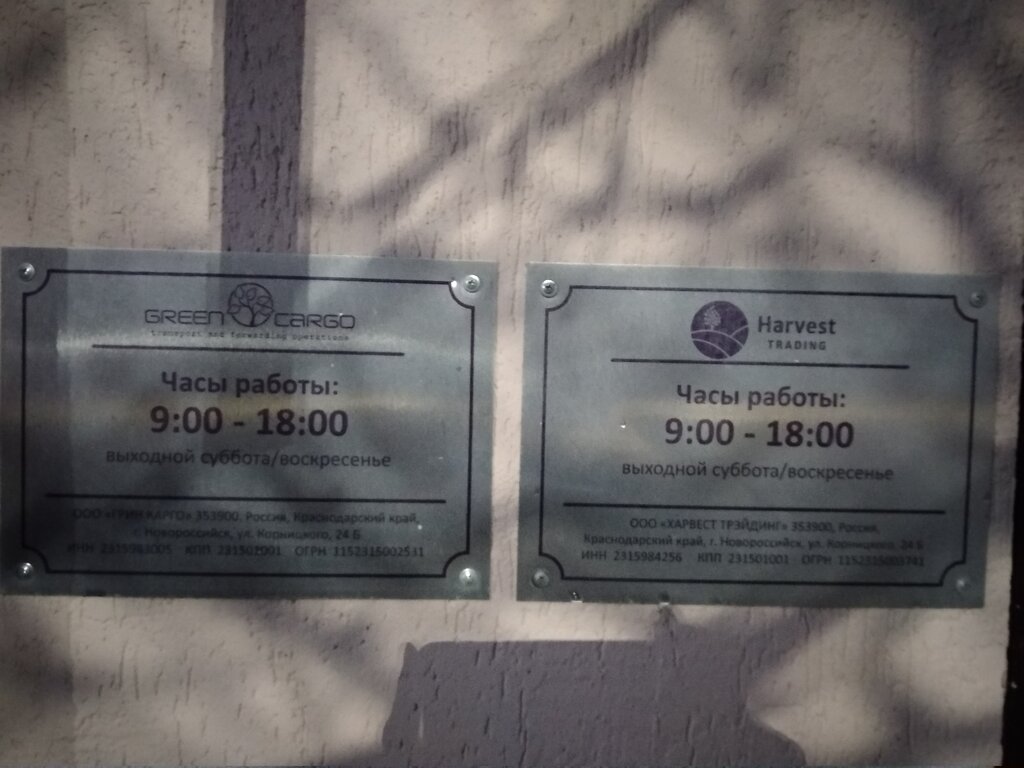 GREEN CARGO
transport and forwarding operations
Часы работы:
9:00 - 18:00
выходной суббота/воскресенье
ООО «ГРИН КАРГО» 353900, Россия, Краснодарский край,
г. Новороссийск, ул. Корницкого, 24 Б
ИНН 2315983005 КПП 231501001 ОГРН 1152315002531
Harvest
TRADING
Часы работы:
9:00 - 18:00
выходной суббота/воскресенье
ООО «ХАРВЕСТ ТРЭЙДИНГ» 353900, Россия,
Краснодарский край, г. Новороссийск, ул. Корницкого, 24 Б
ИНН 2315984256 КПП 231501001 ОГРН 1152315003741